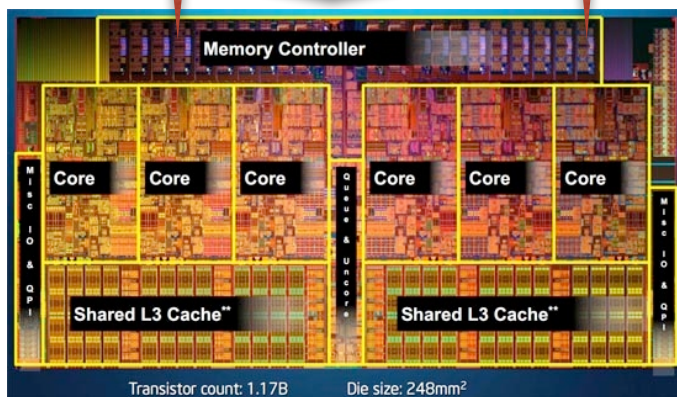 Memory Controller
Core
Core
Core
Core
Core
Core
Misc IO & QPI
Queue & Uncore
Misc IO & QPI
Shared L3 Cache**
Shared L3 Cache**
Transistor count: 1.17B
Die size: 248mm²